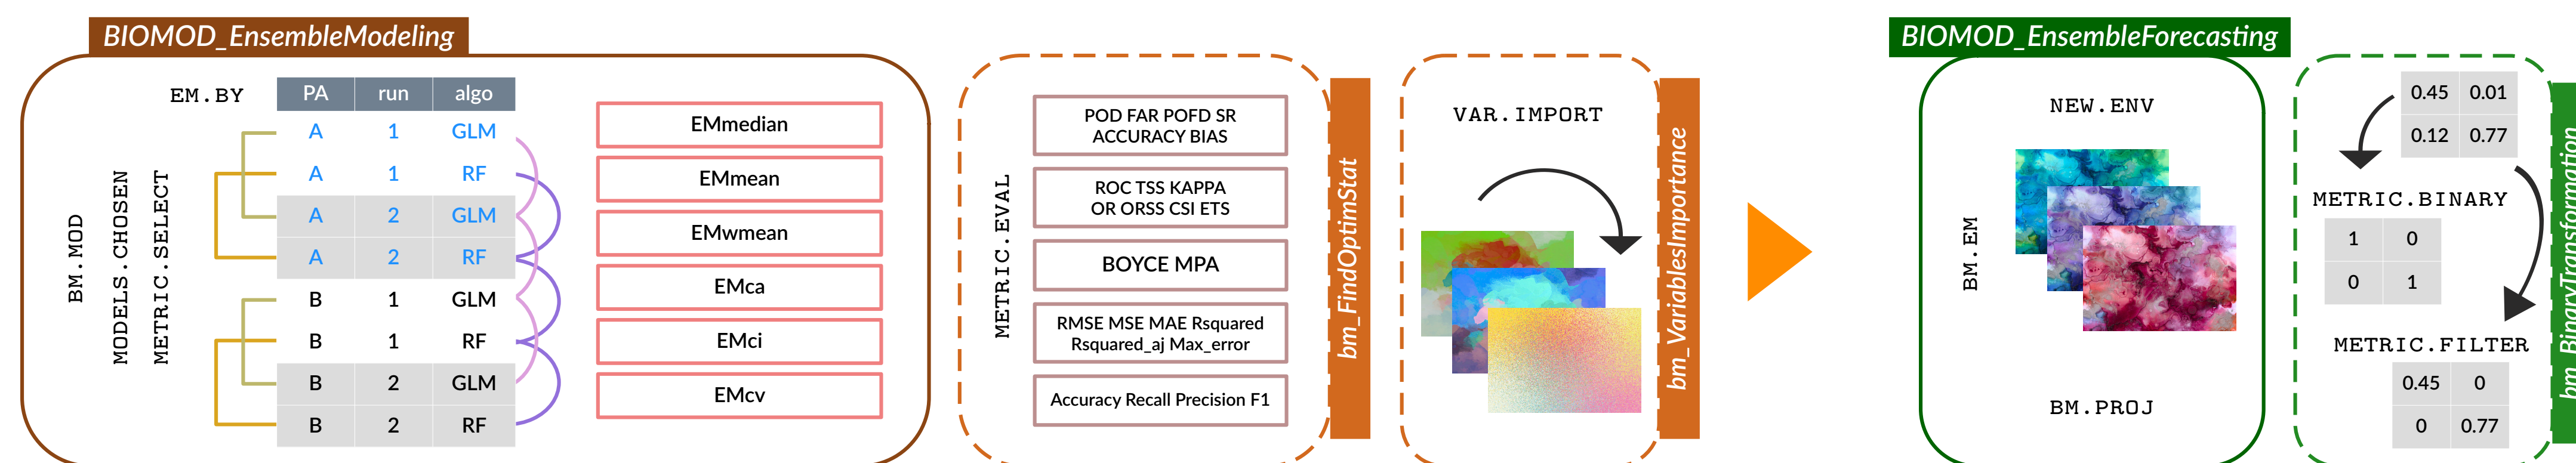 BIOMOD_EnsembleModeling
EM.BY
PA run algo
A 1 GLM
A 1 RF
A 2 GLM
A 2 RF
B 1 GLM
B 1 RF
B 2 GLM
B 2 RF
BM.MOD
MODELS.CHOSEN
METRIC.SELECT
EMmedian
EMmean
EMwmean
EMca
EMci
EMcv
METRIC.EVAL
POD FAR POFD SR
ACCURACY BIAS
ROC TSS KAPPA
OR ORSS CSI ETS
BOYCE MPA
RMSE MSE MAE Rsquared
Rsquared_aj Max_error
Accuracy Recall Precision F1
bm_FindOptimStat
VAR.IMPORT
bm_VariablesImportance
BIOMOD_EnsembleForecasting
NEW.ENV
BM.EM
BM.PROJ
0.45 0.01
0.12 0.77
METRIC.BINARY
1 0
0 1
METRIC.FILTER
0.45 0
0 0.77
bm_BinaryTransformation